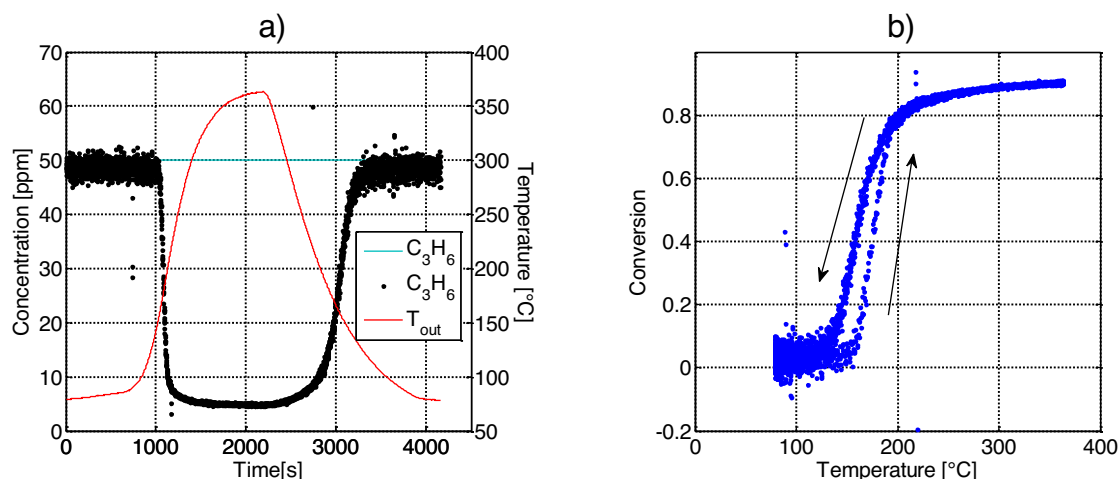 a)
70
60
50
40
30
20
10
0
Concentration [ppm]
400
350
300
250
200
150
100
50
Temperature [°C]
C₃H₆
C₃H₆
T_out
0 1000 2000 3000 4000
Time[s]
b)
0.8
0.6
0.4
0.2
0
-0.2
Conversion
100 200 300 400
Temperature [°C]